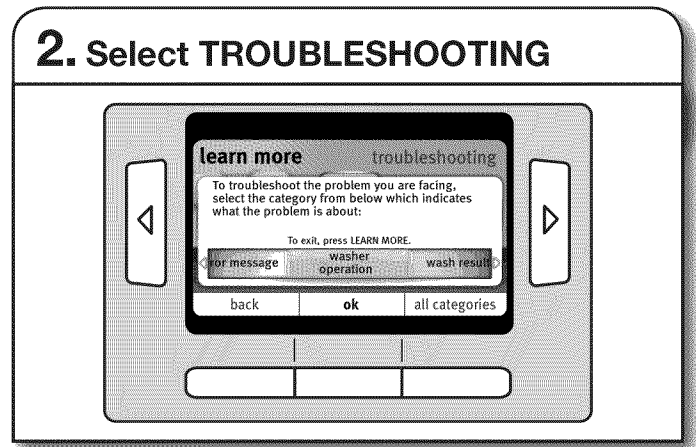 2. Select TROUBLESHOOTING
learn more troubleshooting
To troubleshoot the problem you are facing,
select the category from below which indicates
what the problem is about:
To exit, press LEARN MORE.
ror message washer operation wash result
back ok all categories